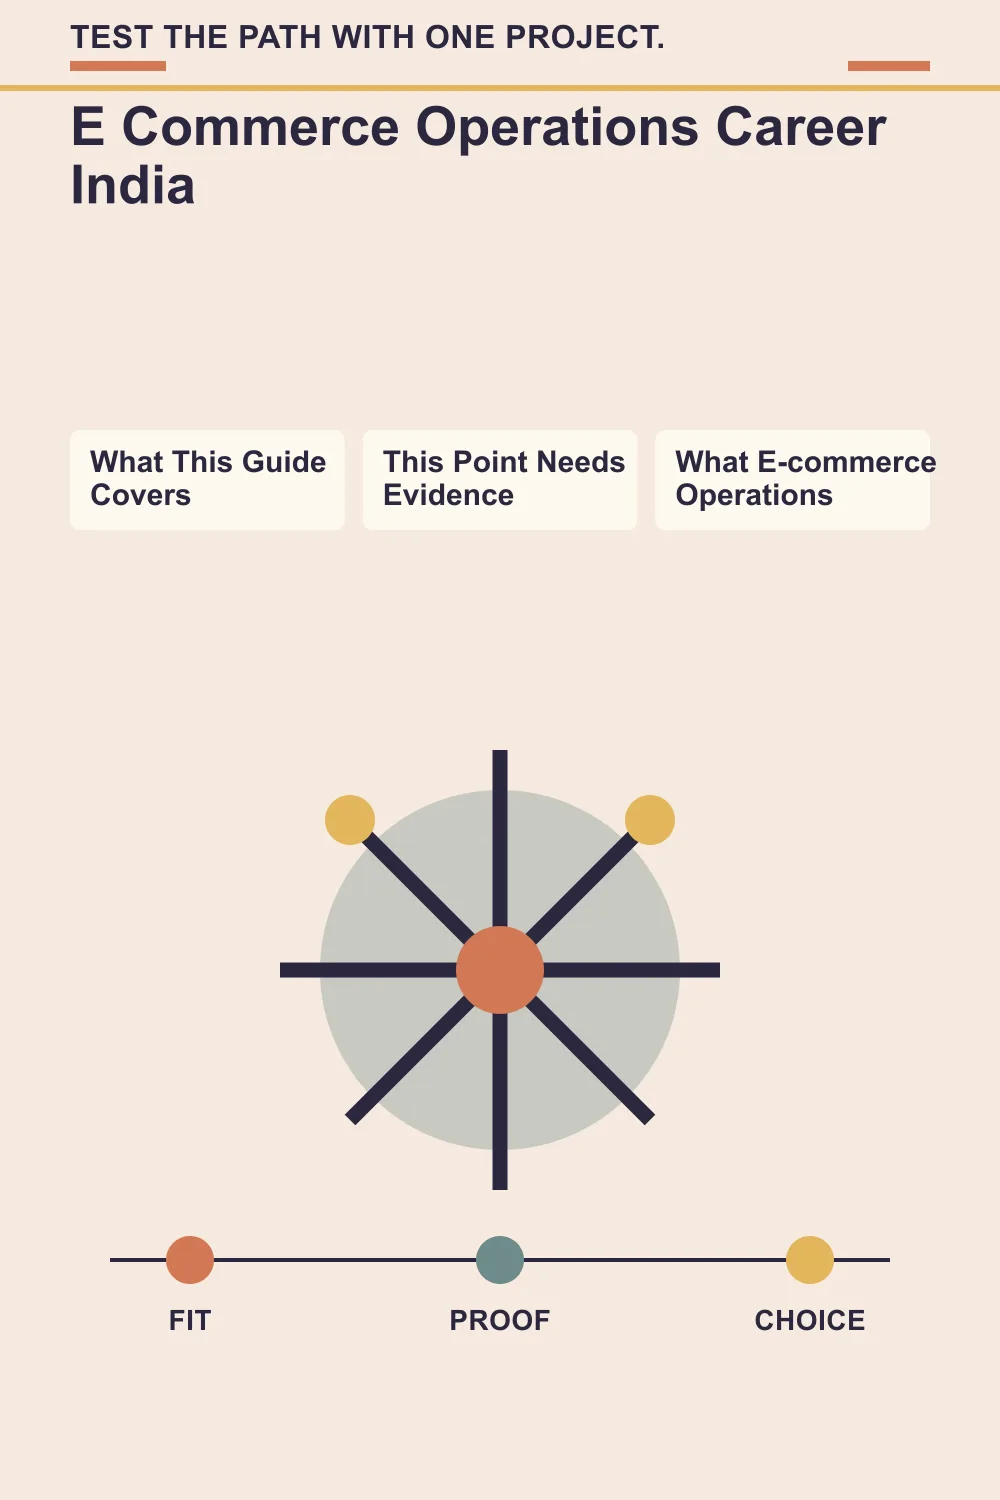 TEST THE PATH WITH ONE PROJECT.
E Commerce Operations Career
India
What This Guide
Covers
This Point Needs
Evidence
What E-commerce
Operations
FIT
PROOF
CHOICE